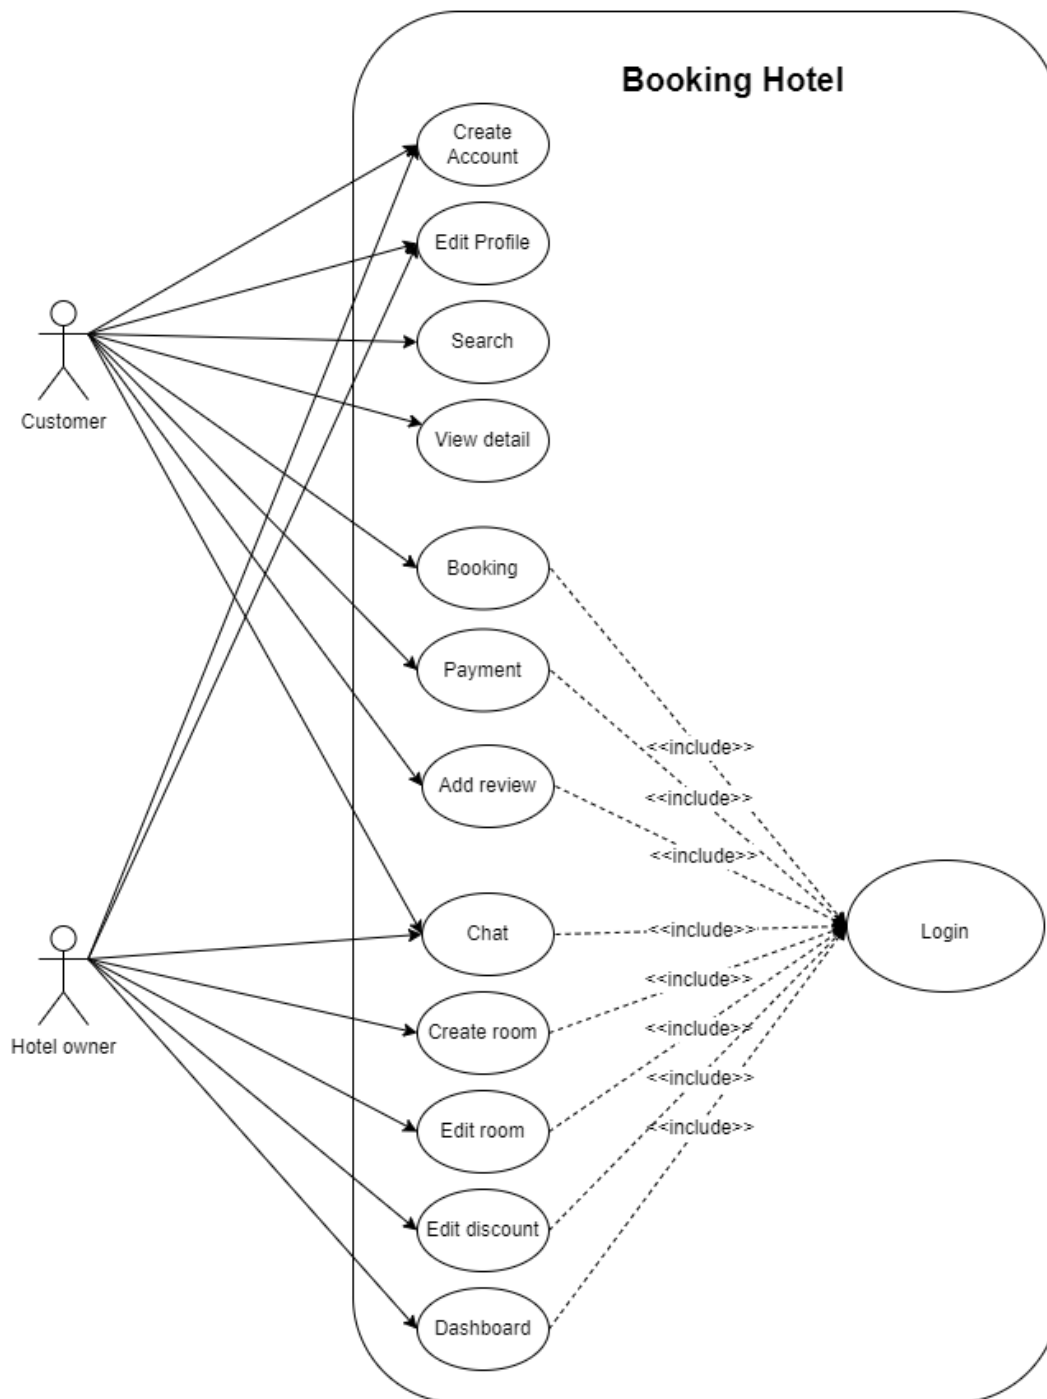 Booking Hotel
Create
Account
Edit Profile
Search
Customer
View detail
Booking
Payment
<<include>>
Add review
<<include>>
<<include>>
Chat
<<include>>
Login
<<include>>
Create room
Hotel owner
<<include>>
Edit room
<<include>>
<<include>>
Edit discount
Dashboard